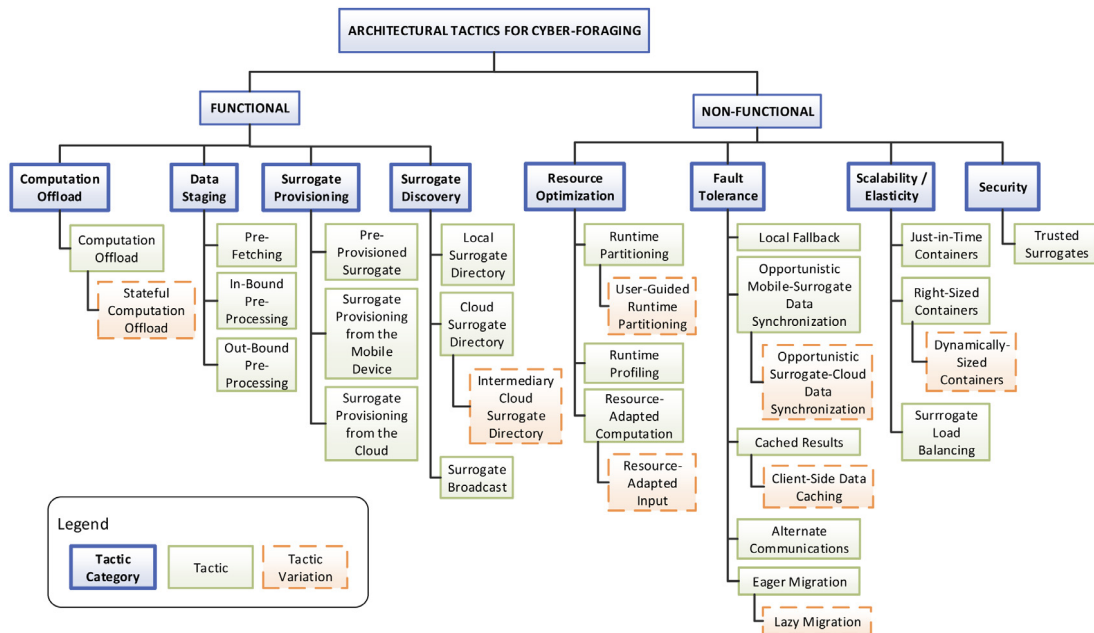 ARCHITECTURAL TACTICS FOR CYBER-FORAGING
FUNCTIONAL
NON-FUNCTIONAL
Computation
Offload
Data
Staging
Surrogate
Provisioning
Surrogate
Discovery
Resource
Optimization
Fault
Tolerance
Scalability /
Elasticity
Security
Computation
Offload
Stateful
Computation
Offload
Pre-
Fetching
In-Bound
Pre-
Processing
Out-Bound
Pre-
Processing
Pre-
Provisioned
Surrogate
Surrogate
Provisioning
from the
Mobile
Device
Surrogate
Provisioning
from the
Cloud
Local
Surrogate
Directory
Cloud
Surrogate
Directory
Intermediary
Cloud
Surrogate
Directory
Surrogate
Broadcast
Runtime
Partitioning
User-Guided
Runtime
Partitioning
Runtime
Profiling
Resource-
Adapted
Computation
Resource-
Adapted
Input
Local Fallback
Opportunistic
Mobile-Surrogate
Data
Synchronization
Opportunistic
Surrogate-Cloud
Data
Synchronization
Cached Results
Client-Side Data
Caching
Alternate
Communications
Eager Migration
Lazy Migration
Just-in-Time
Containers
Right-Sized
Containers
Dynamically-
Sized
Containers
Surrrogate
Load
Balancing
Trusted
Surrogates
Legend
Tactic
Category
Tactic
Tactic
Variation